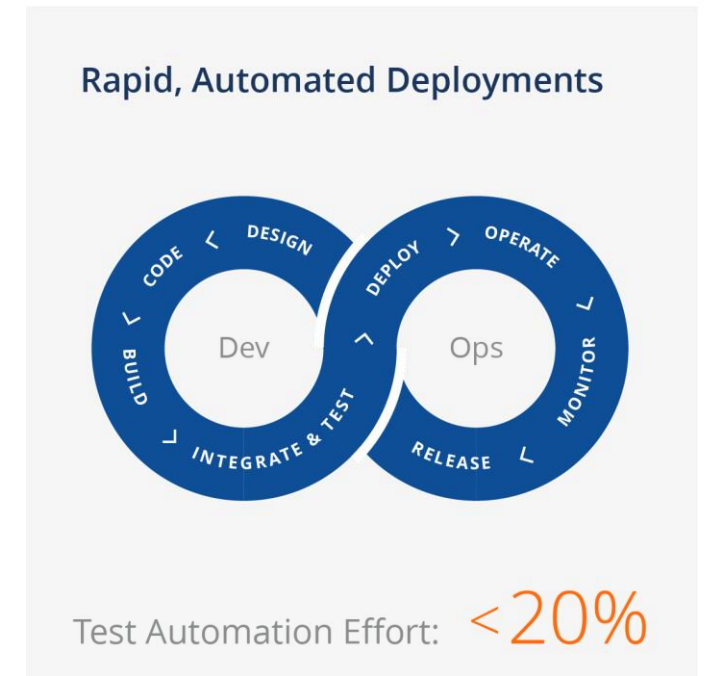 Rapid, Automated Deployments
DESIGN
CODE
BUILD
INTEGRATE & TEST
DEPLOY
OPERATE
MONITOR
RELEASE
Dev
Ops
Test Automation Effort: <20%